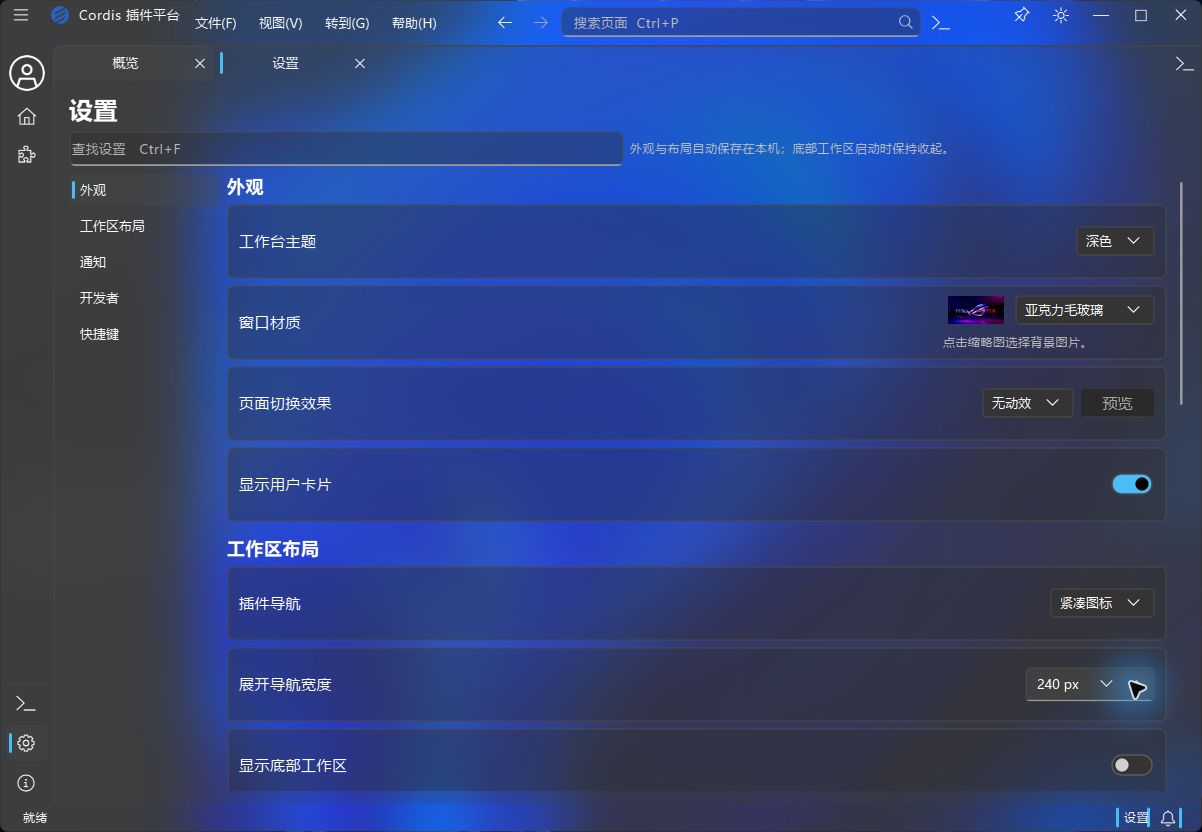 Cordis 插件平台 文件(F) 视图(V) 转到(G) 帮助(H) 搜索页面 Ctrl+P
概览 设置
设置
查找设置 Ctrl+F 外观与布局自动保存在本机；底部工作区启动时保持收起。
外观
工作区布局
通知
开发者
快捷键
外观
工作台主题 深色
窗口材质 亚克力毛玻璃
点击缩略图选择背景图片。
页面切换效果 无动效 预览
显示用户卡片
工作区布局
插件导航 紧凑图标
展开导航宽度 240 px
显示底部工作区
就绪 设置